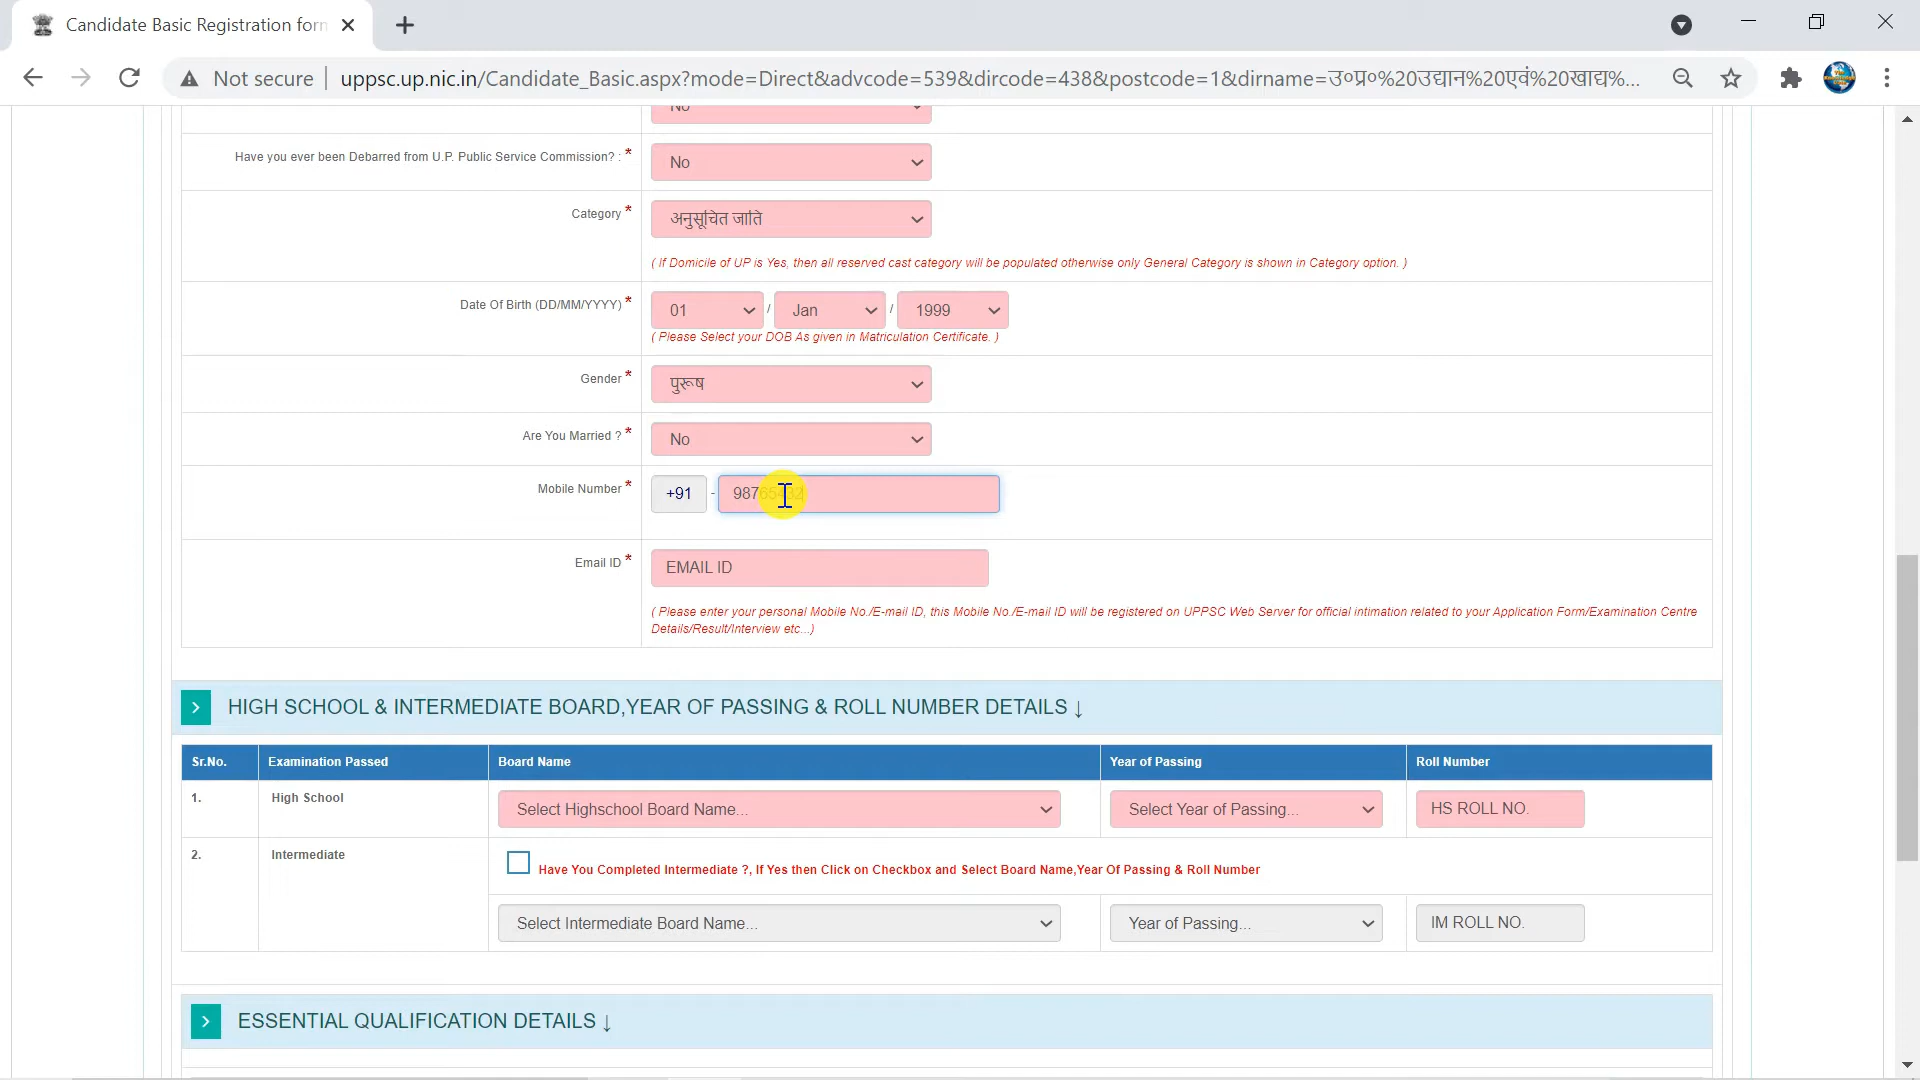 Candidate Basic Registration forn
Not secure
uppsc.up.nic.in/Candidate_Basic.aspx?mode=Direct&advcode=539&dircode=438&postcode=1&dirname=उ०प्र०%20उद्यान%20एवं%20खाद्य%...
No
Have you ever been Debarred from U.P. Public Service Commission? : *
No
Category *
अनुसूचित जाति
( If Domicile of UP is Yes, then all reserved cast category will be populated otherwise only General Category is shown in Category option. )
Date Of Birth (DD/MM/YYYY) *
01 / Jan / 1999
( Please Select your DOB As given in Matriculation Certificate. )
Gender *
पुरूष
Are You Married ? *
No
Mobile Number *
+91 - 98765432
Email ID *
EMAIL ID
( Please enter your personal Mobile No./E-mail ID, this Mobile No./E-mail ID will be registered on UPPSC Web Server for official intimation related to your Application Form/Examination Centre
Details/Result/Interview etc...)
HIGH SCHOOL & INTERMEDIATE BOARD,YEAR OF PASSING & ROLL NUMBER DETAILS ↓
Sr.No. Examination Passed Board Name Year of Passing Roll Number
1. High School Select Highschool Board Name... Select Year of Passing... HS ROLL NO.
2. Intermediate Have You Completed Intermediate ?, If Yes then Click on Checkbox and Select Board Name,Year Of Passing & Roll Number
Select Intermediate Board Name... Year of Passing... IM ROLL NO.
ESSENTIAL QUALIFICATION DETAILS ↓